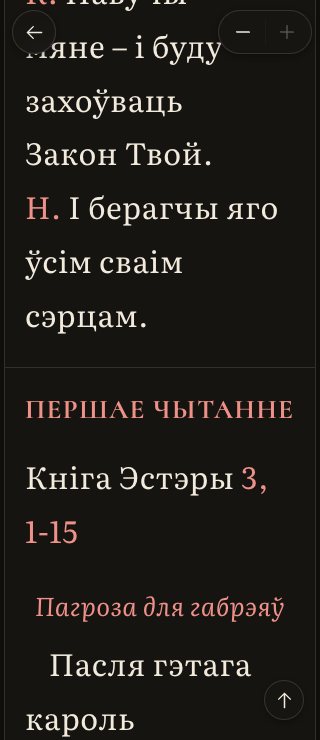 мяне – і буду
захоўваць
Закон Твой.
Н. І берагчы яго
ўсім сваім
сэрцам.
ПЕРШАЕ ЧЫТАННЕ
Кніга Эстэры 3,
1-15
Пагроза для габрэяў
Пасля гэтага
кароль